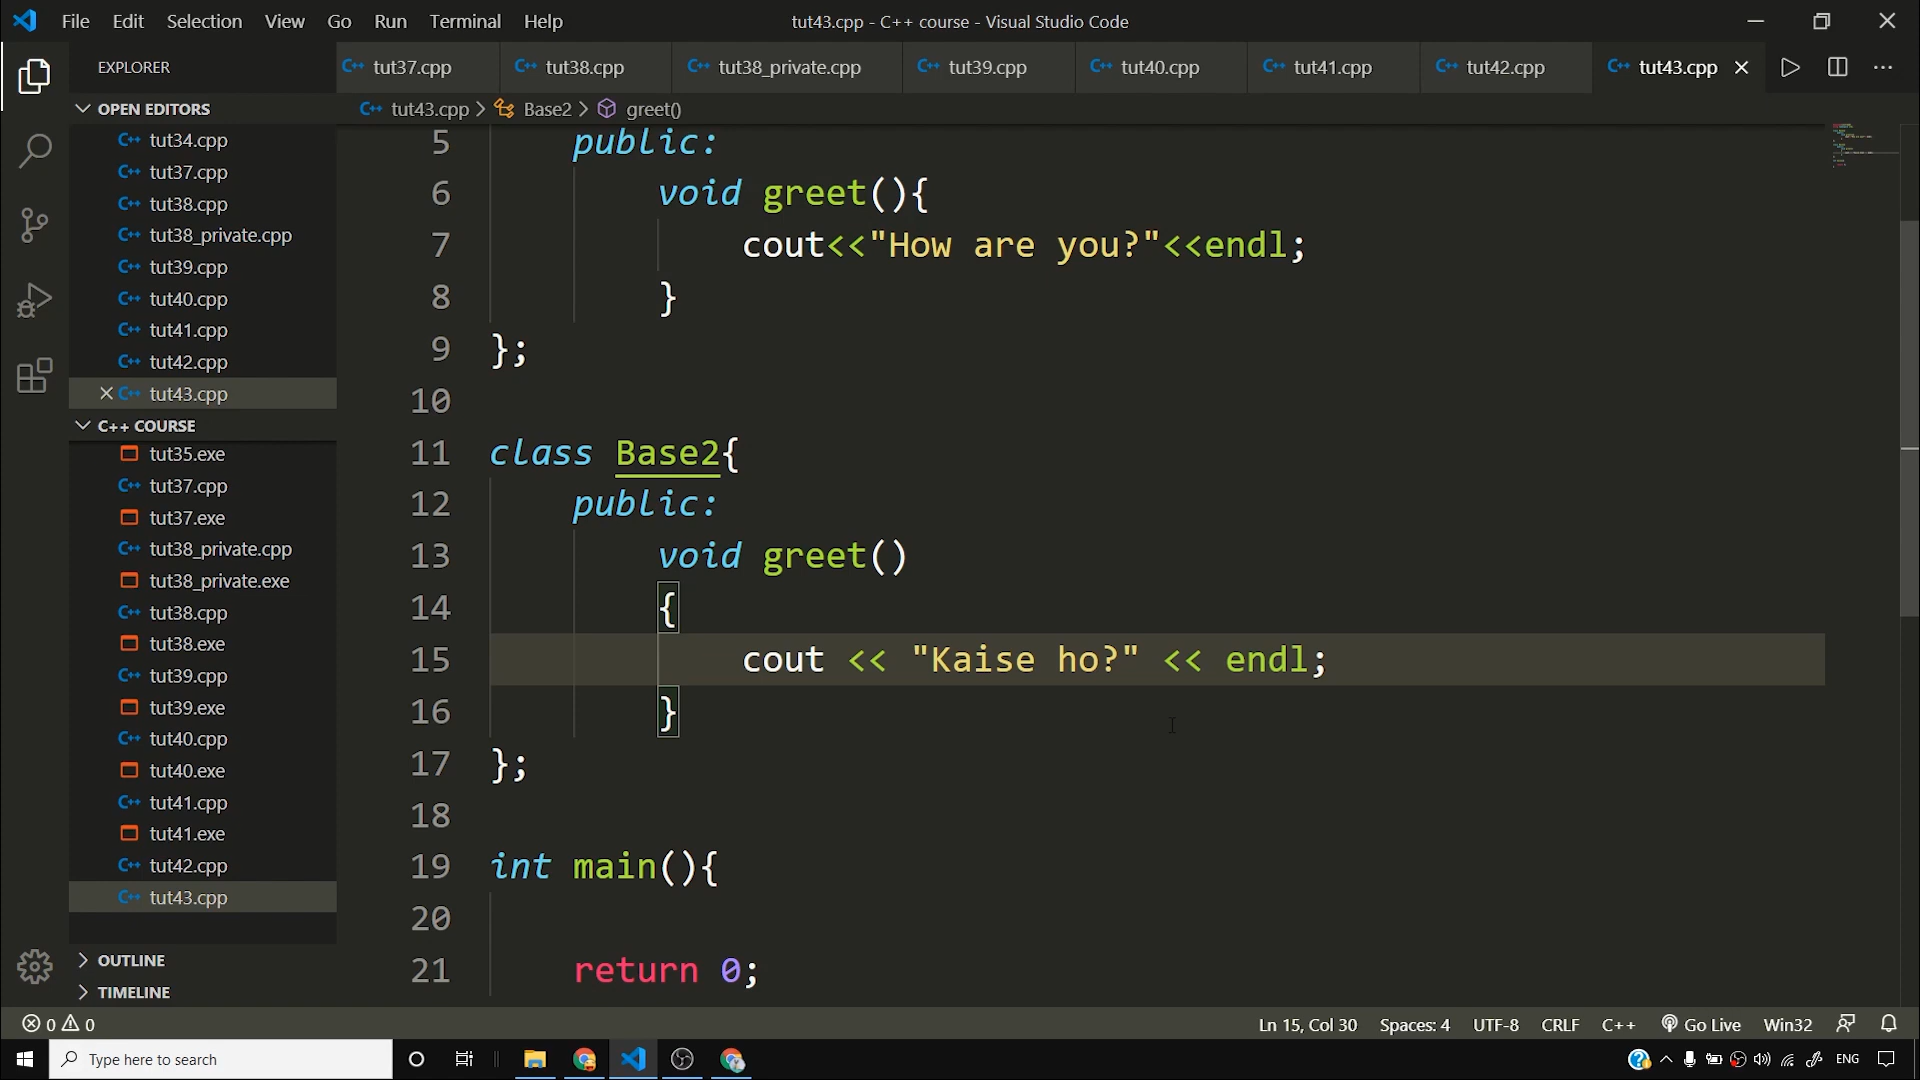 File Edit Selection View Go Run Terminal Help tut43.cpp - C++ course - Visual Studio Code
EXPLORER
tut37.cpp tut38.cpp tut38_private.cpp tut39.cpp tut40.cpp tut41.cpp tut42.cpp tut43.cpp
OPEN EDITORS
tut34.cpp
tut37.cpp
tut38.cpp
tut38_private.cpp
tut39.cpp
tut40.cpp
tut41.cpp
tut42.cpp
tut43.cpp
C++ COURSE
tut35.exe
tut37.cpp
tut37.exe
tut38_private.cpp
tut38_private.exe
tut38.cpp
tut38.exe
tut39.cpp
tut39.exe
tut40.cpp
tut40.exe
tut41.cpp
tut41.exe
tut42.cpp
tut43.cpp
OUTLINE
TIMELINE
tut43.cpp > Base2 > greet()
5 public:
6 void greet(){
7 cout<<"How are you?"<<endl;
8 }
9 };
10
11 class Base2{
12 public:
13 void greet()
14 {
15 cout << "Kaise ho?" << endl;
16 }
17 };
18
19 int main(){
20
21 return 0;
0 0 Ln 15, Col 30 Spaces: 4 UTF-8 CRLF C++ Go Live Win32
Type here to search ENG